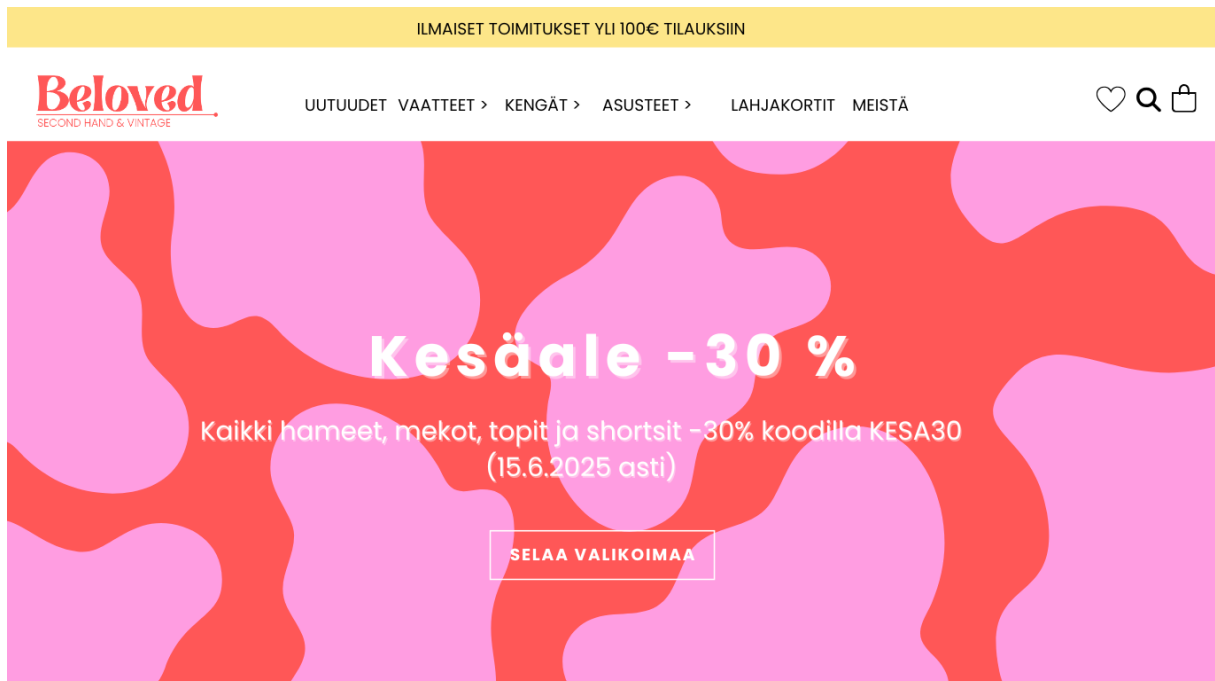 ILMAISET TOIMITUKSET YLI 100€ TILAUKSIIN
Beloved
SECOND HAND & VINTAGE
UUTUUDET VAATTEET > KENGÄT > ASUSTEET > LAHJAKORTIT MEISTÄ
Kesäale -30 %
Kaikki hameet, mekot, topit ja shortsit -30% koodilla KESA30
(15.6.2025 asti)
SELAA VALIKOIMAA